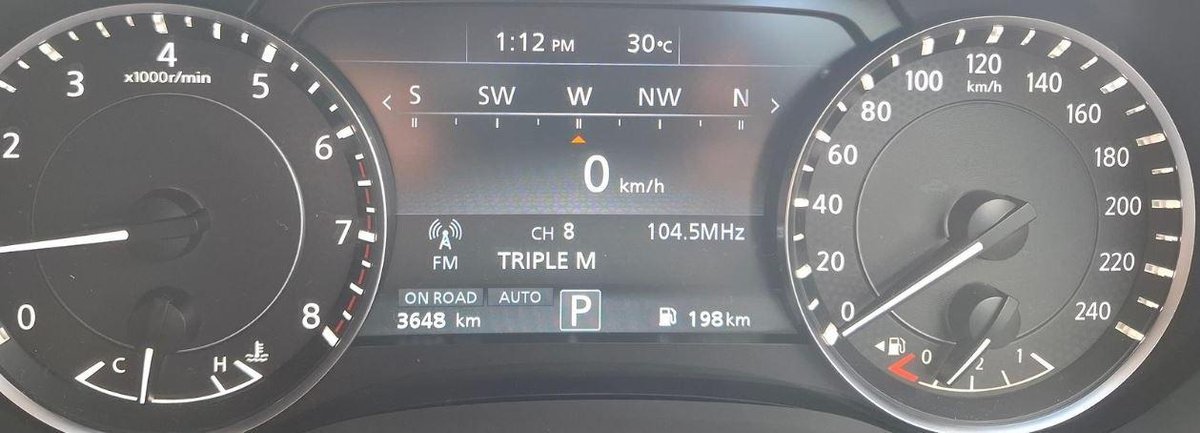 1:12 PM 30°C
S SW W NW N
0 km/h
FM CH 8 104.5MHz
TRIPLE M
ON ROAD AUTO P
3648 km 198km
0 2 3 4 5 6 7 8
x1000r/min
C H
0 20 40 60 80 100 120 140 160 180 200 220 240
km/h
0 1/2 1